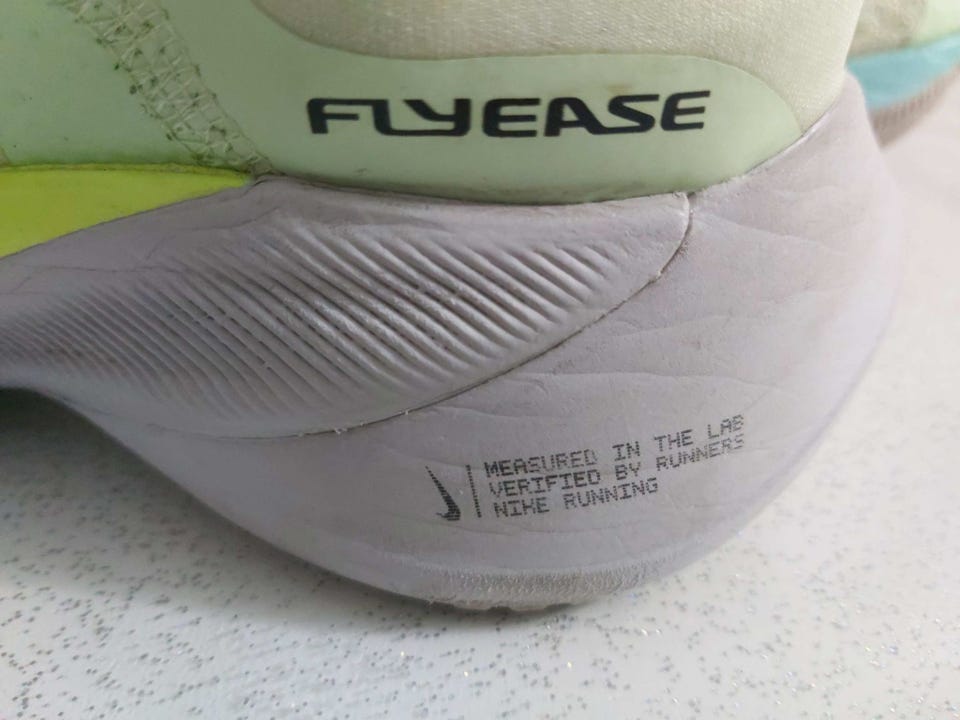 FLYEASE
MEASURED IN THE LAB
VERIFIED BY RUNNERS
NIKE RUNNING